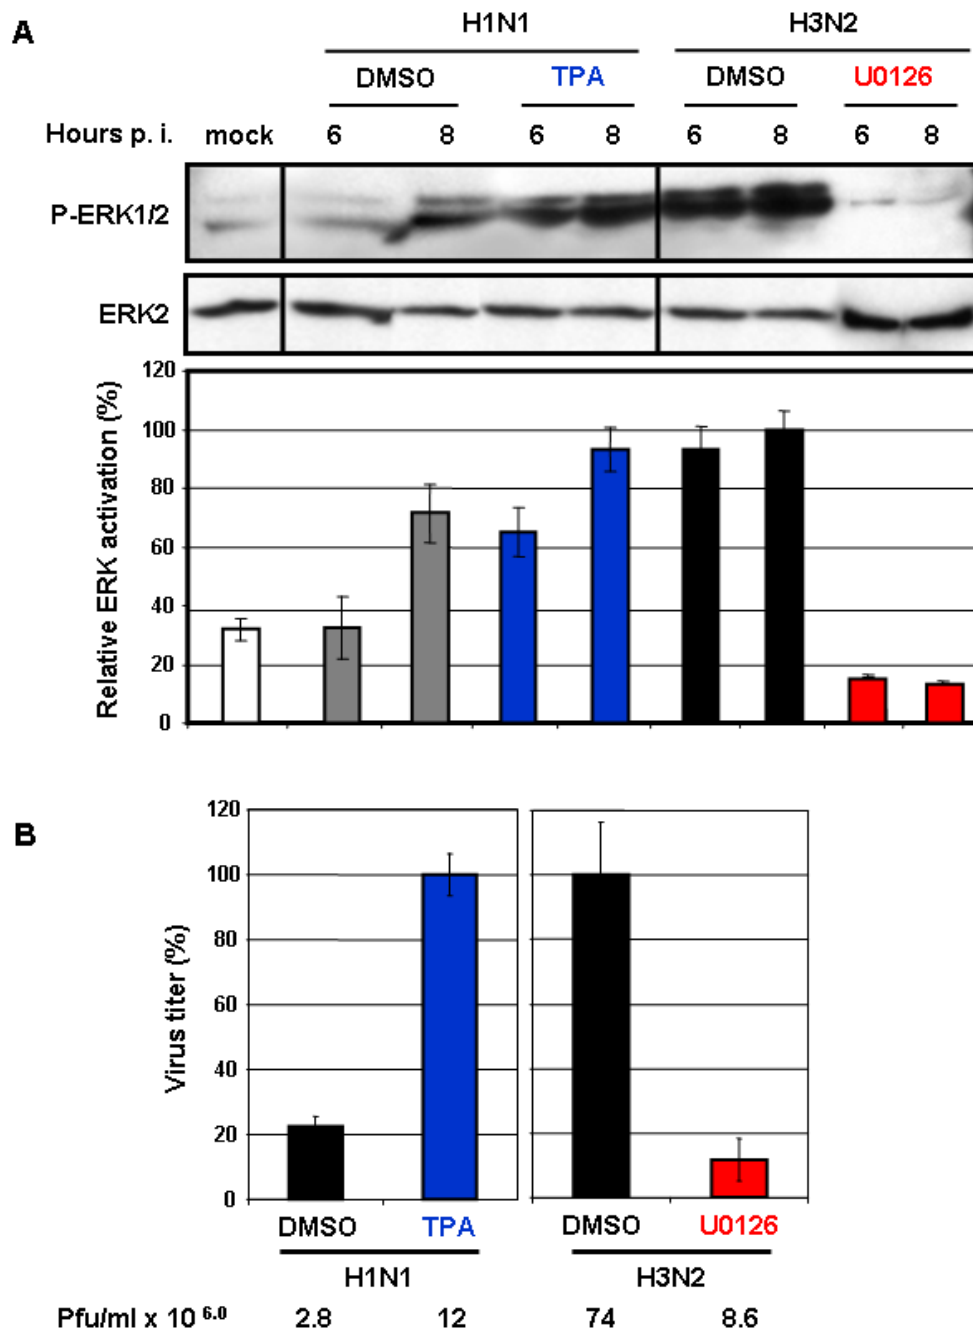 A
H1N1 H3N2
DMSO TPA DMSO U0126
Hours p. i. mock 6 8 6 8 6 8 6 8
P-ERK1/2
ERK2
Relative ERK activation (%)
120
100
80
60
40
20
0
B
Virus titer (%)
120
100
80
60
40
20
0
DMSO TPA DMSO U0126
H1N1 H3N2
Pfu/ml x 10 6.0 2.8 12 74 8.6